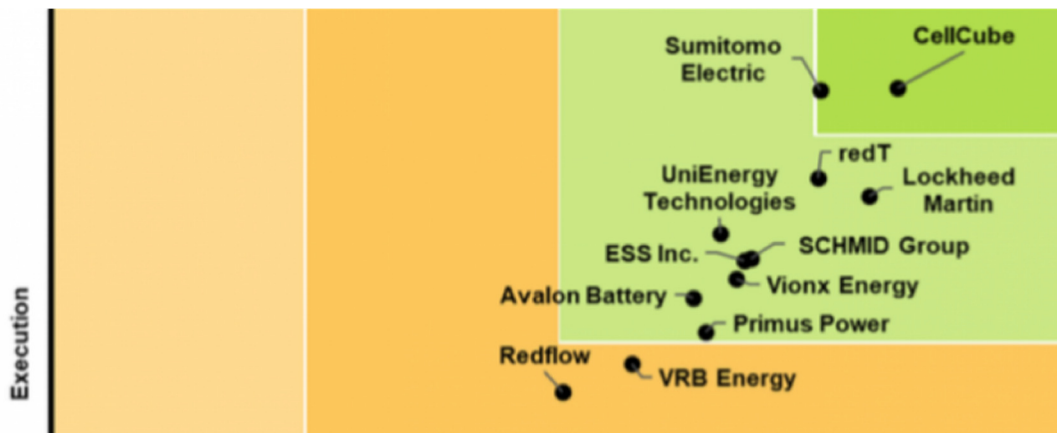 CellCube
Sumitomo
Electric
redT
UniEnergy
Technologies
Lockheed
Martin
ESS Inc.
SCHMID Group
Vionx Energy
Avalon Battery
Primus Power
Redflow
VRB Energy
Execution